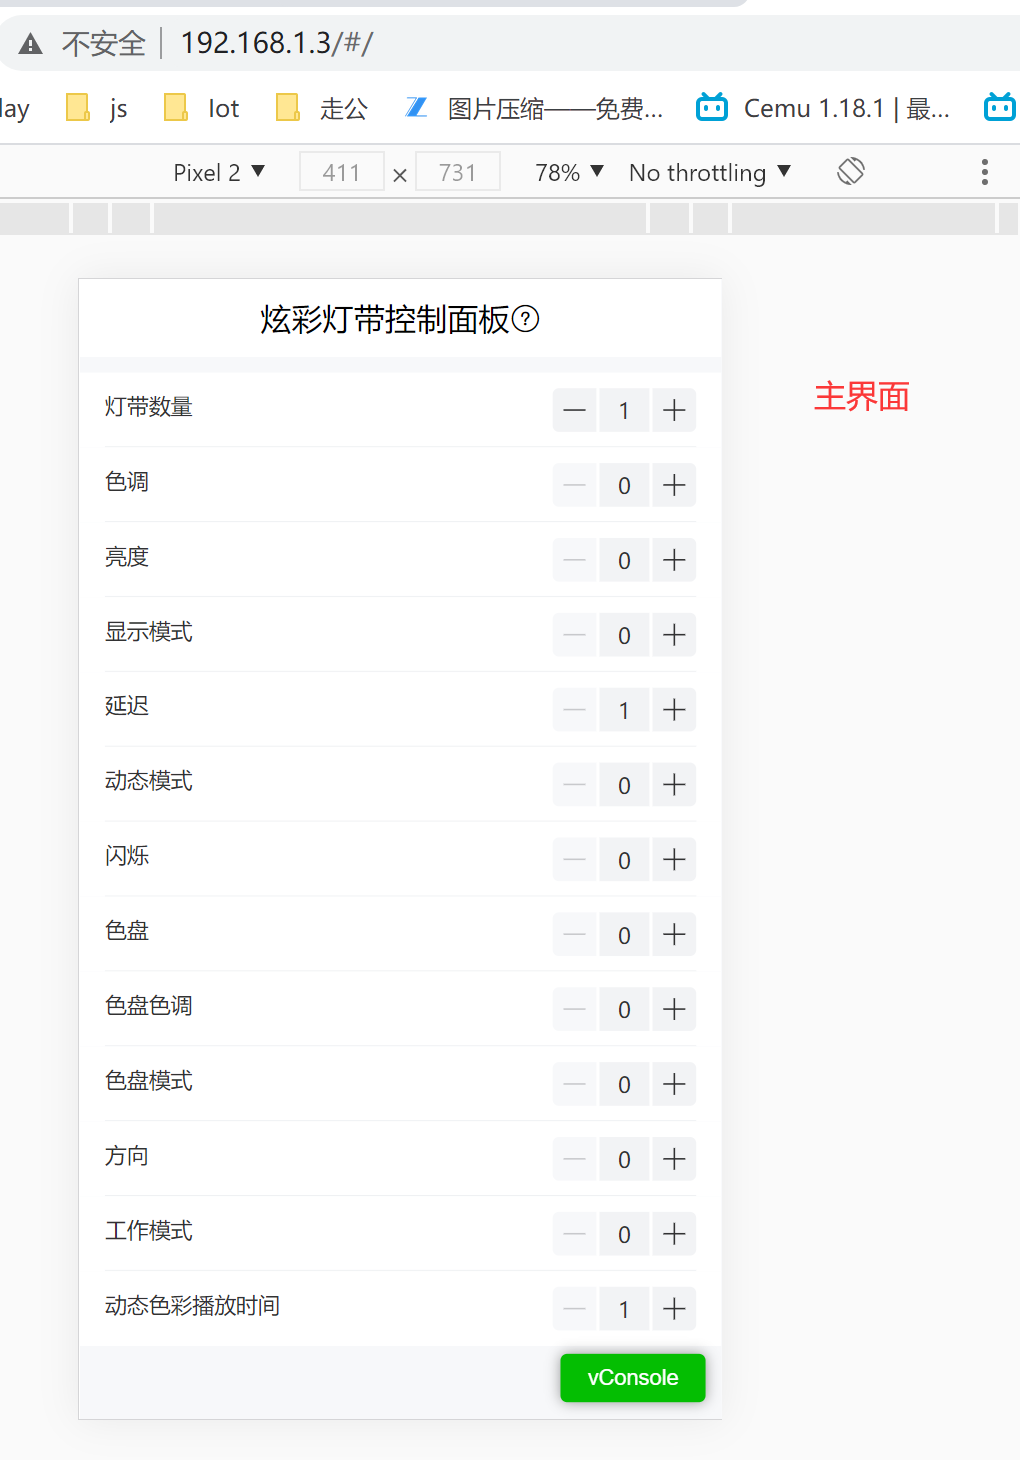 不安全 | 192.168.1.3/#/
lay js Iot 走公 图片压缩——免费... Cemu 1.18.1 | 最...
Pixel 2 ▼ 411 × 731 78% ▼ No throttling ▼
炫彩灯带控制面板?
主界面
灯带数量 — 1 +
色调 — 0 +
亮度 — 0 +
显示模式 — 0 +
延迟 — 1 +
动态模式 — 0 +
闪烁 — 0 +
色盘 — 0 +
色盘色调 — 0 +
色盘模式 — 0 +
方向 — 0 +
工作模式 — 0 +
动态色彩播放时间 — 1 +
vConsole